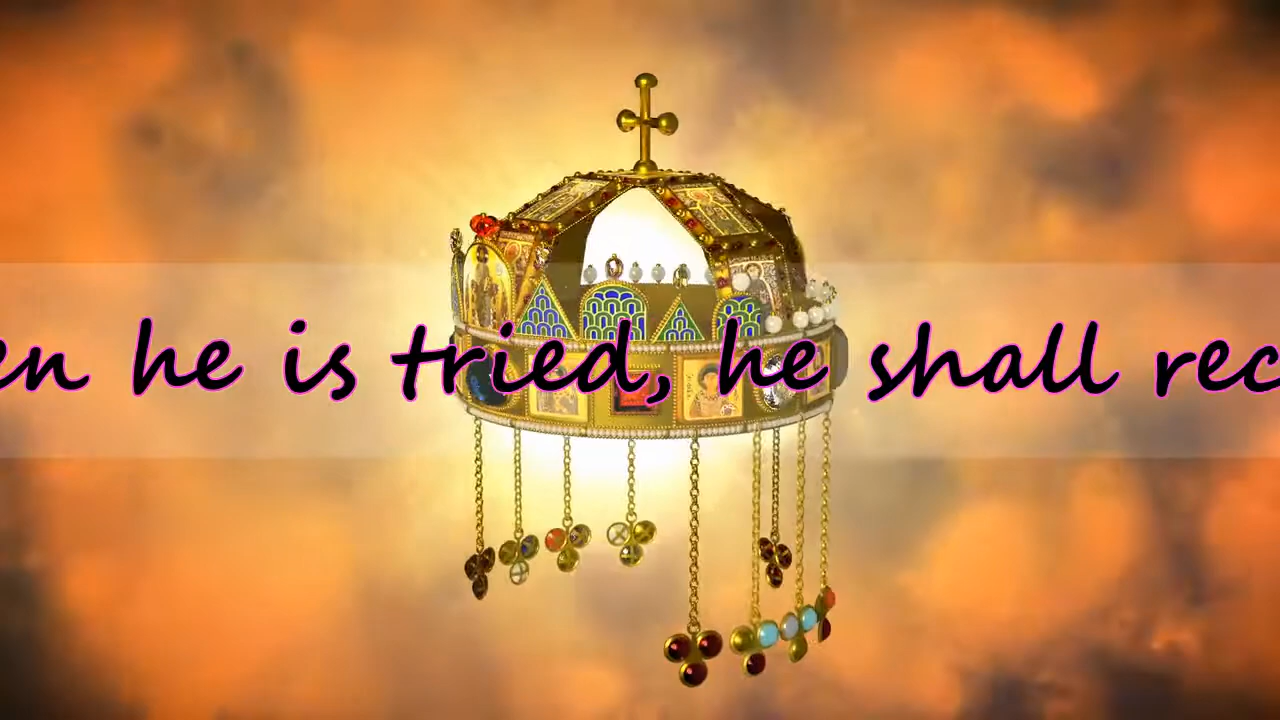 en he is tried, he shall rec